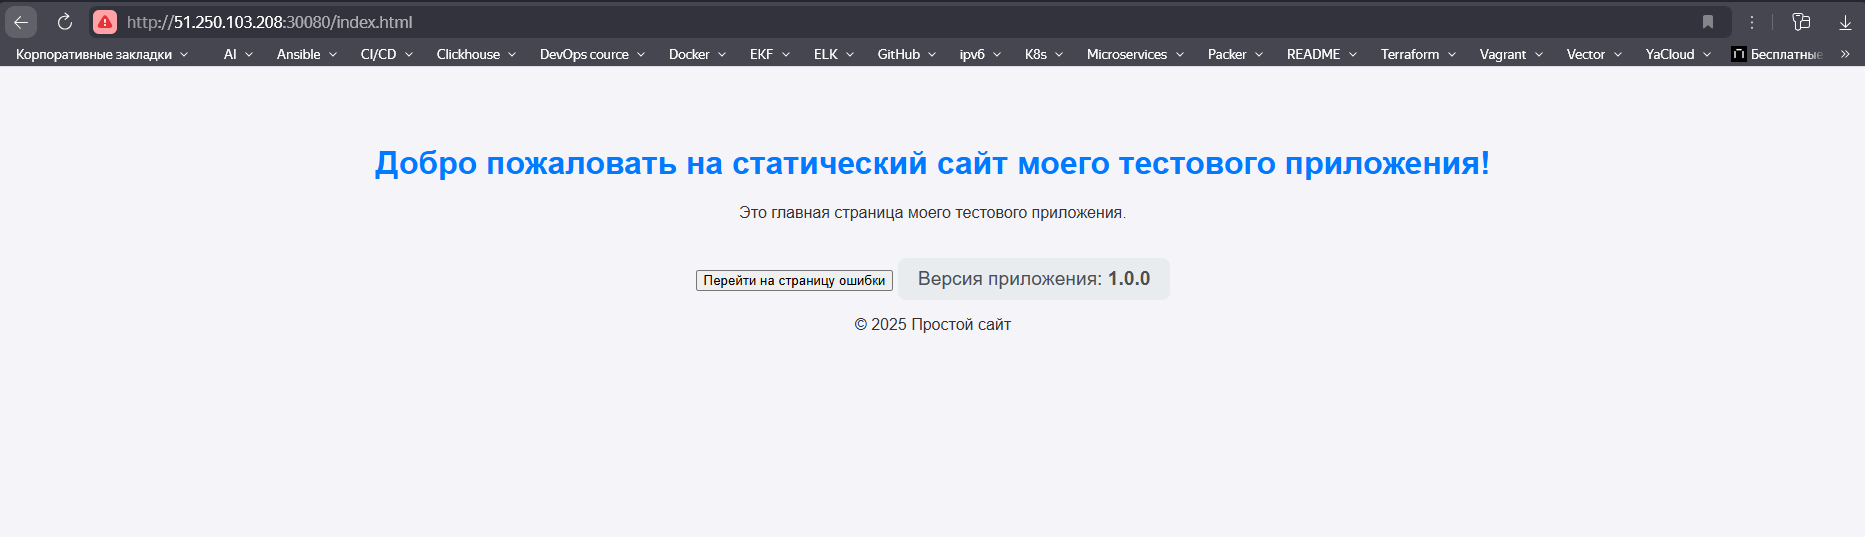 http://51.250.103.208:30080/index.html
Корпоративные закладки AI Ansible CI/CD Clickhouse DevOps cource Docker EKF ELK GitHub ipv6 K8s Microservices Packer README Terraform Vagrant Vector YaCloud Бесплатные
Добро пожаловать на статический сайт моего тестового приложения!
Это главная страница моего тестового приложения.
Перейти на страницу ошибки Версия приложения: 1.0.0
© 2025 Простой сайт